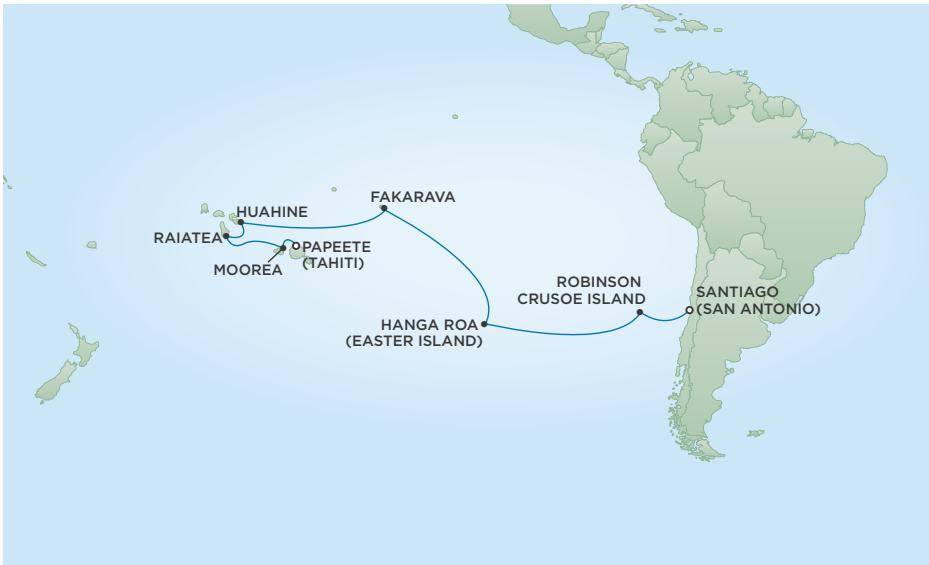 FAKARAVA
HUAHINE
RAIATEA
PAPEETE
(TAHITI)
MOOREA
ROBINSON
CRUSOE ISLAND
SANTIAGO
(SAN ANTONIO)
HANGA ROA
(EASTER ISLAND)